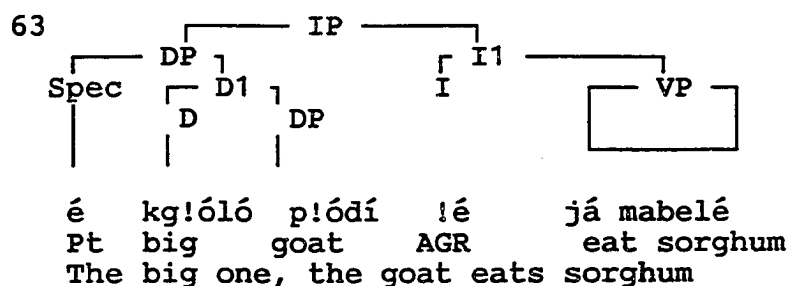 63
IP
DP I1
Spec D1 I VP
D DP
é kg!óló p!ódí !é já mabelé
Pt big goat AGR eat sorghum
The big one, the goat eats sorghum